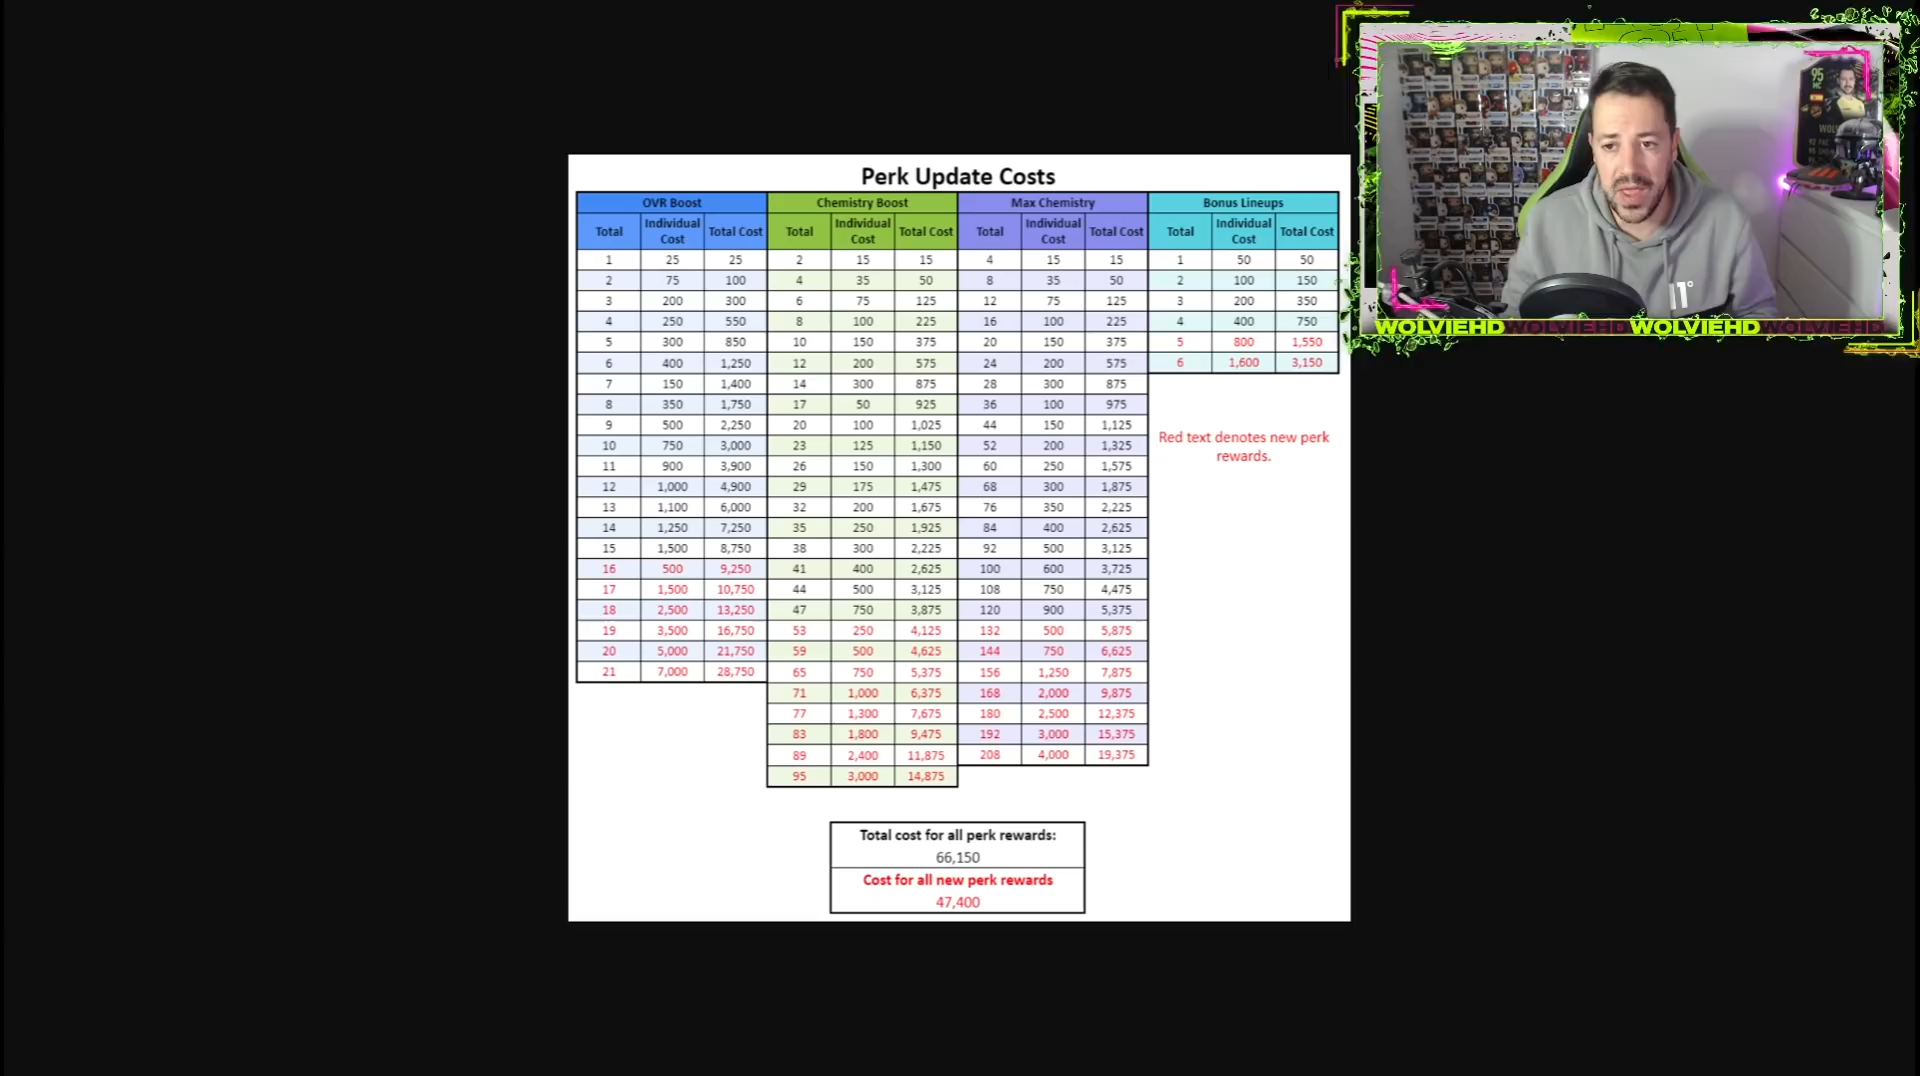 Perk Update Costs
OVR Boost Chemistry Boost Max Chemistry Bonus Lineups
Total Individual Cost Total Cost Total Individual Cost Total Cost Total Individual Cost Total Cost Total Individual Cost Total Cost
1 25 25 2 15 15 4 15 15 1 50 50
2 75 100 4 35 50 8 35 50 2 100 150
3 200 300 6 75 125 12 75 125 3 200 350
4 250 550 8 100 225 16 100 225 4 400 750
5 300 850 10 150 375 20 150 375 5 800 1,550
6 400 1,250 12 200 575 24 200 575 6 1,600 3,150
7 150 1,400 14 300 875 28 300 875
8 350 1,750 17 50 925 36 100 975
9 500 2,250 20 100 1,025 44 150 1,125
10 750 3,000 23 125 1,150 52 200 1,325
11 900 3,900 26 150 1,300 60 250 1,575
12 1,000 4,900 29 175 1,475 68 300 1,875
13 1,100 6,000 32 200 1,675 76 350 2,225
14 1,250 7,250 35 250 1,925 84 400 2,625
15 1,500 8,750 38 300 2,225 92 500 3,125
16 500 9,250 41 400 2,625 100 600 3,725
17 1,500 10,750 44 500 3,125 108 750 4,475
18 2,500 13,250 47 750 3,875 120 900 5,375
19 3,500 16,750 53 250 4,125 132 500 5,875
20 5,000 21,750 59 500 4,625 144 750 6,625
21 7,000 28,750 65 750 5,375 156 1,250 7,875
71 1,000 6,375 168 2,000 9,875
77 1,300 7,675 180 2,500 12,375
83 1,800 9,475 192 3,000 15,375
89 2,400 11,875 208 4,000 19,375
95 3,000 14,875
Red text denotes new perk
rewards.
Total cost for all perk rewards:
66,150
Cost for all new perk rewards
47,400
95
11°
WOLVIEHD WOLVIEHD WOLVIEHD WOLVIEHD